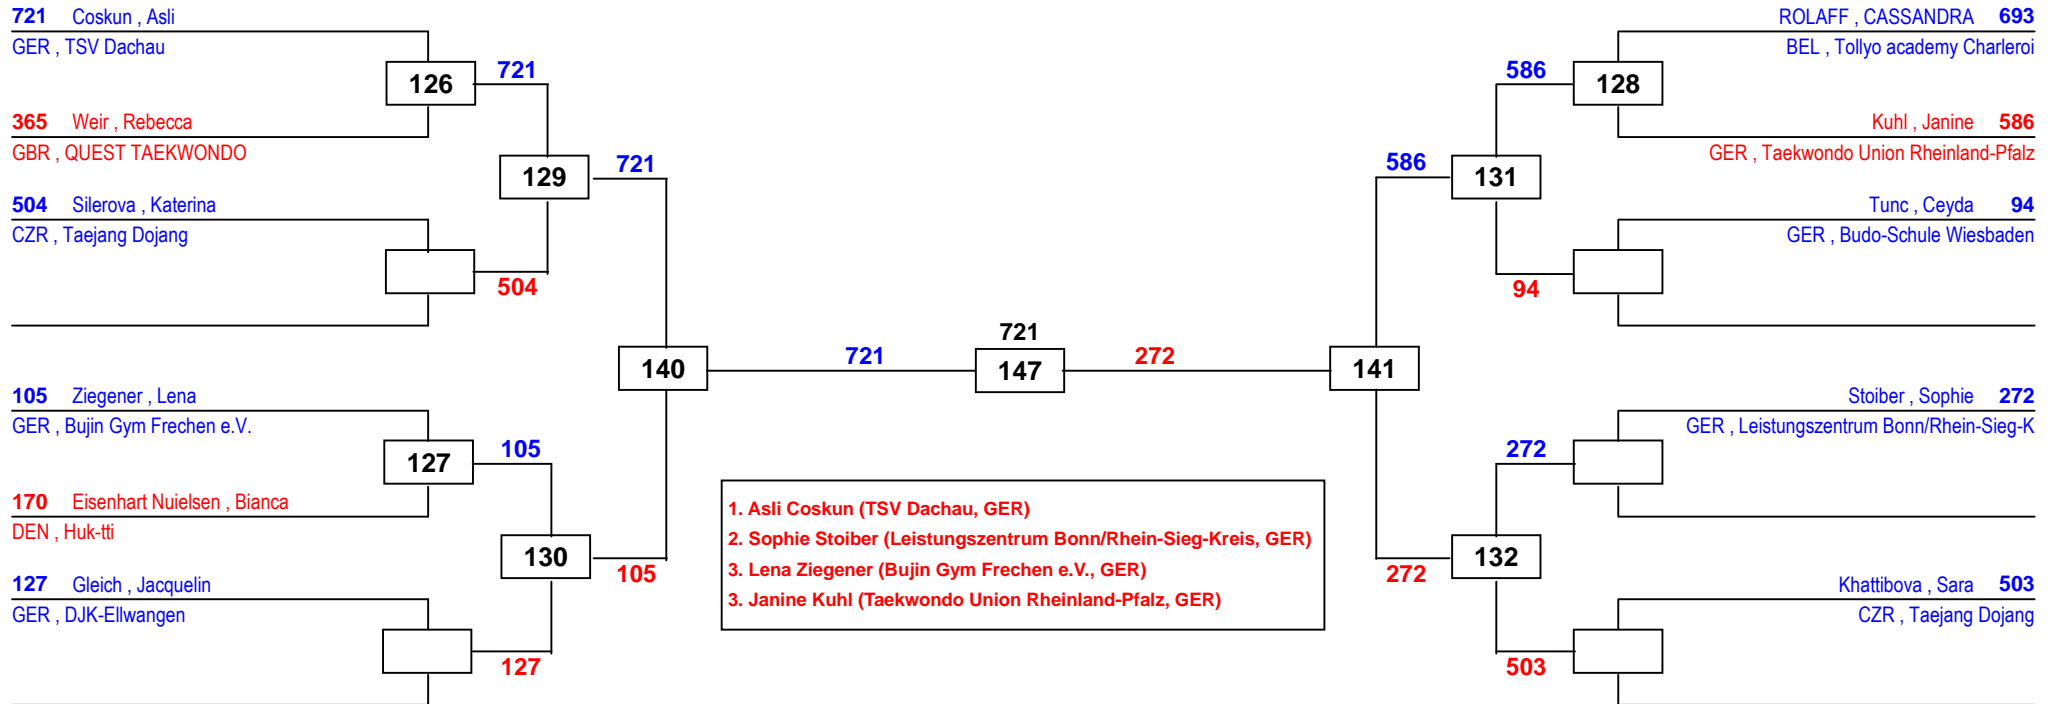 721 Coskun , Asli
GER , TSV Dachau
126
721
365 Weir , Rebecca
GBR , QUEST TAEKWONDO
129
721
504 Silerova , Katerina
CZR , Taejang Dojang
504
140
721
105 Ziegener , Lena
GER , Bujin Gym Frechen e.V.
127
105
170 Eisenhart Nuielsen , Bianca
DEN , Huk-tti
130
105
127 Gleich , Jacquelin
GER , DJK-Ellwangen
127
721
147
272
1. Asli Coskun (TSV Dachau, GER)
2. Sophie Stoiber (Leistungszentrum Bonn/Rhein-Sieg-Kreis, GER)
3. Lena Ziegener (Bujin Gym Frechen e.V., GER)
3. Janine Kuhl (Taekwondo Union Rheinland-Pfalz, GER)
ROLAFF , CASSANDRA 693
BEL , Tollyo academy Charleroi
586
128
Kuhl , Janine 586
GER , Taekwondo Union Rheinland-Pfalz
586
131
Tunc , Ceyda 94
GER , Budo-Schule Wiesbaden
94
141
Stoiber , Sophie 272
GER , Leistungszentrum Bonn/Rhein-Sieg-K
272
132
272
Khattibova , Sara 503
CZR , Taejang Dojang
503